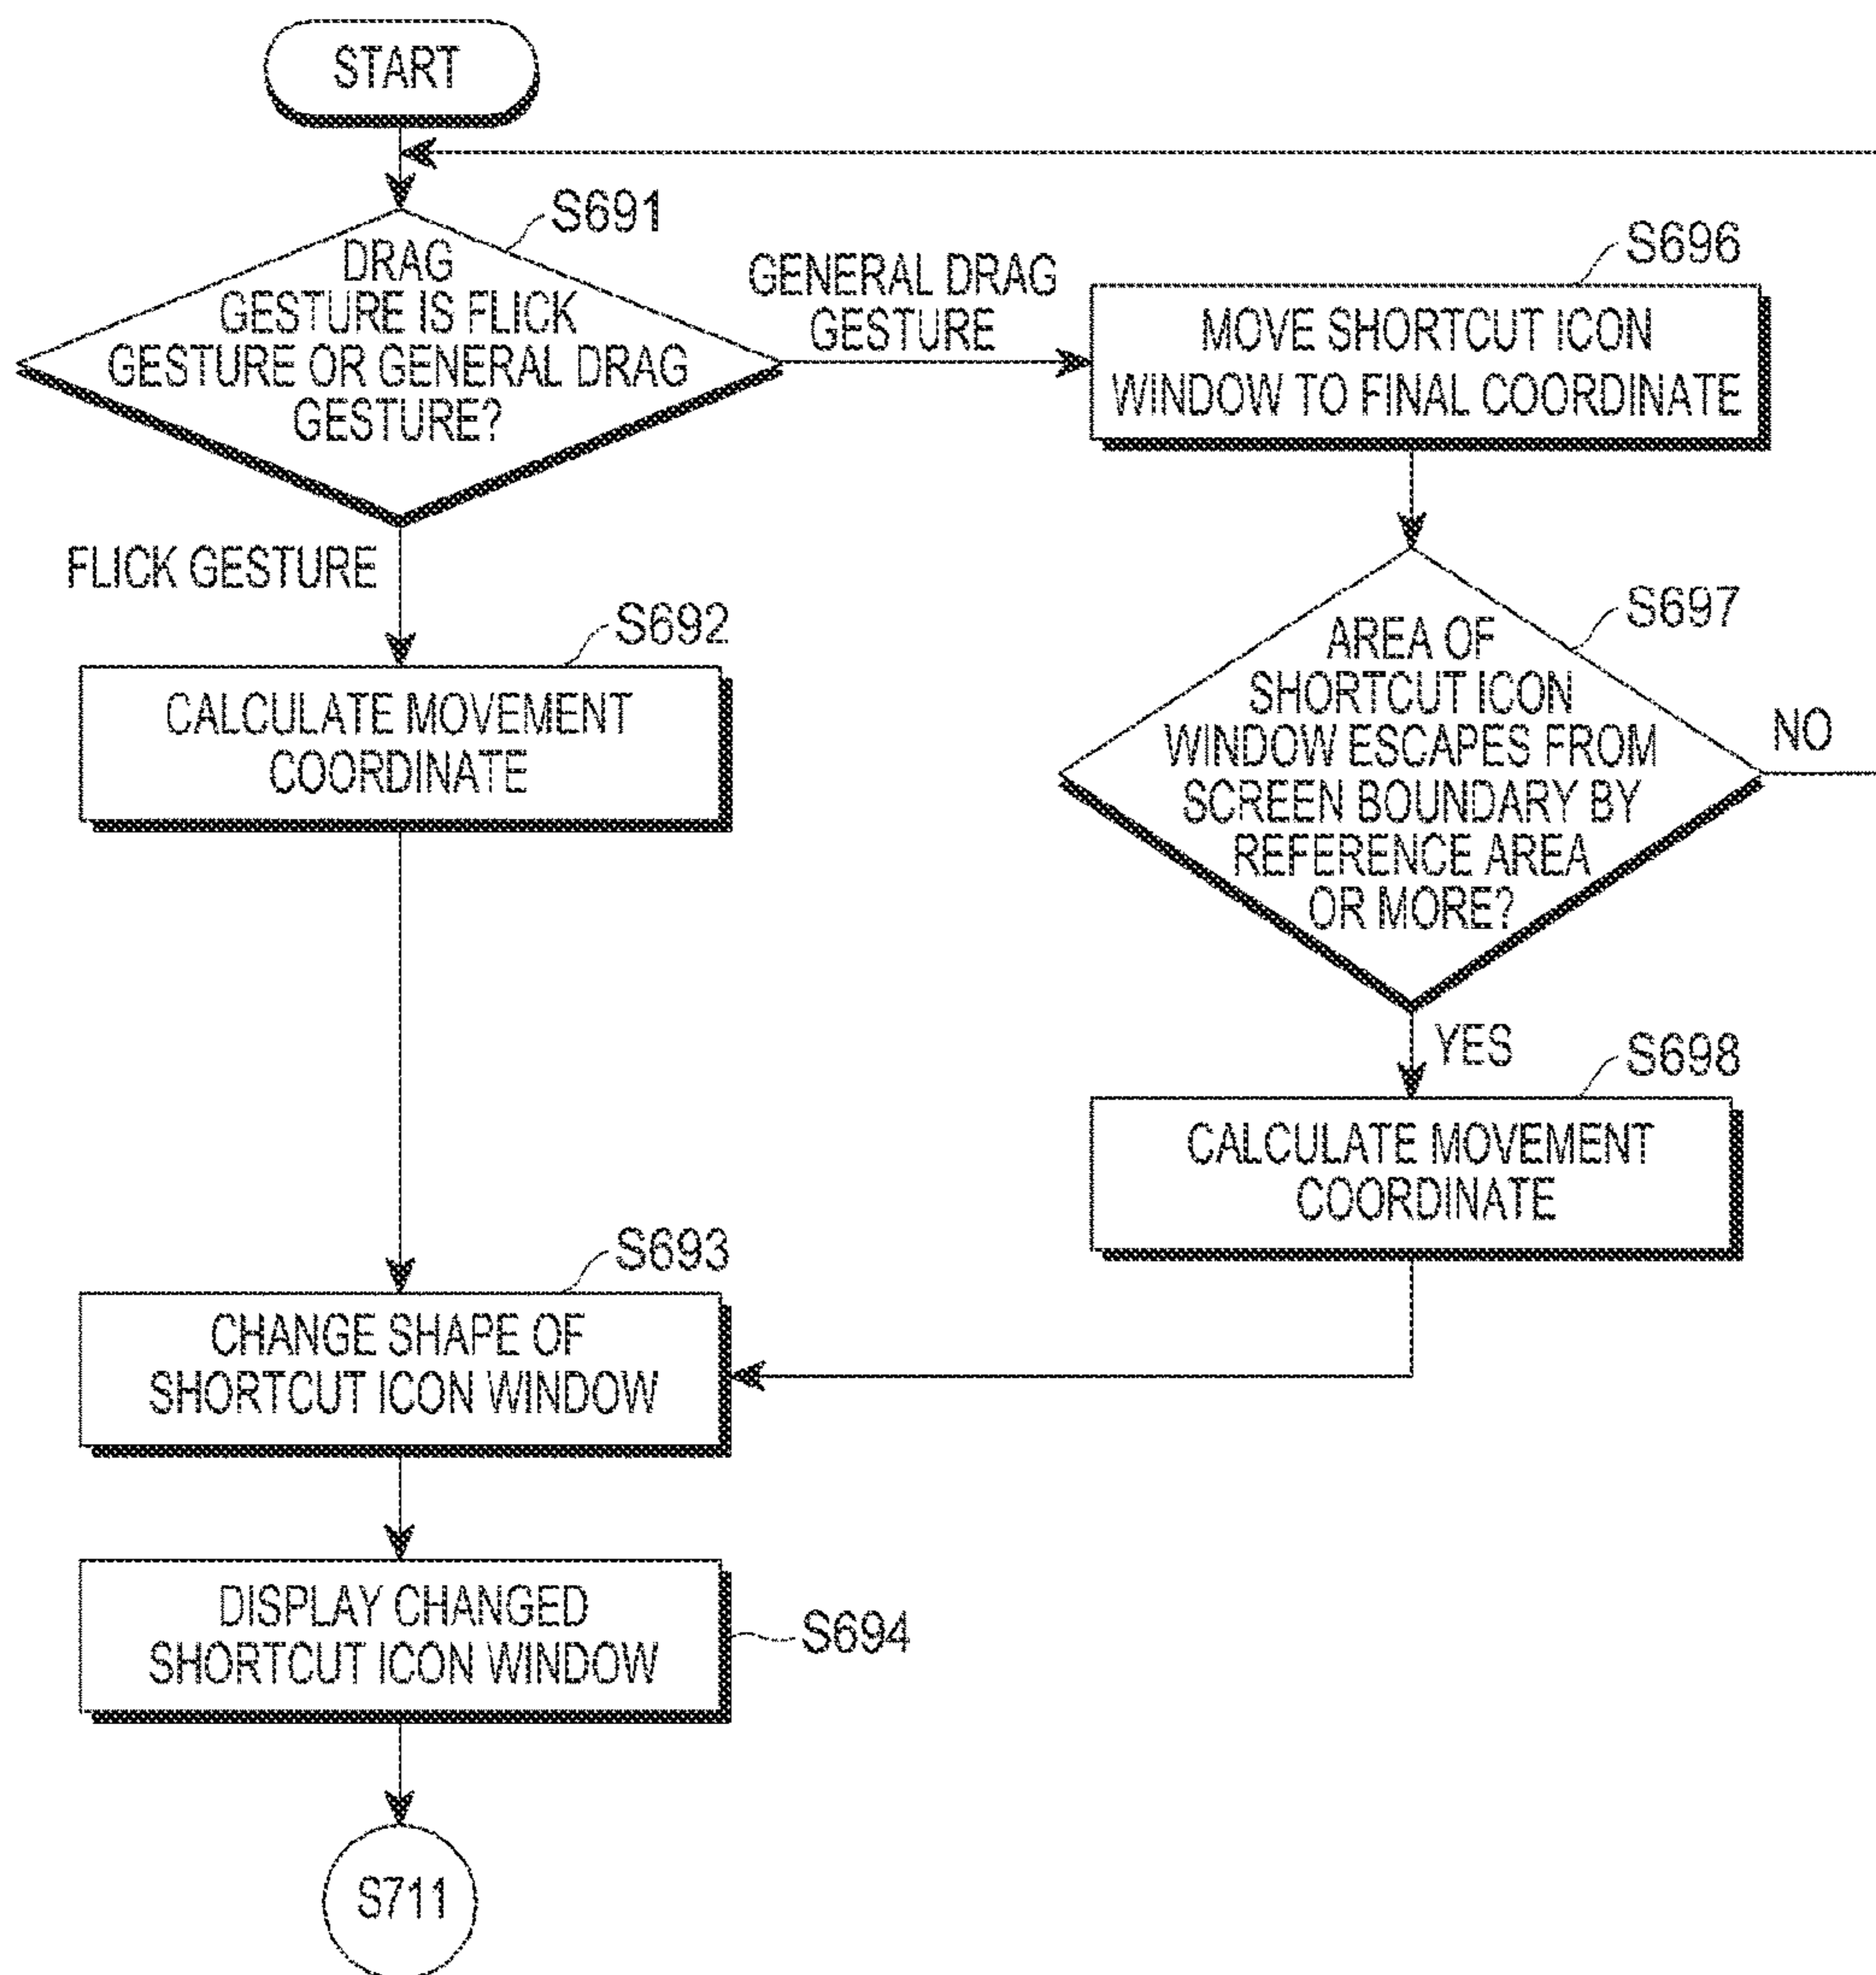 START
S691
DRAG
GESTURE IS FLICK
GESTURE OR GENERAL DRAG
GESTURE?
GENERAL DRAG
GESTURE
S696
MOVE SHORTCUT ICON
WINDOW TO FINAL COORDINATE
FLICK GESTURE
S692
CALCULATE MOVEMENT
COORDINATE
S697
AREA OF
SHORTCUT ICON
WINDOW ESCAPES FROM
SCREEN BOUNDARY BY
REFERENCE AREA
OR MORE?
NO
YES
S698
CALCULATE MOVEMENT
COORDINATE
S693
CHANGE SHAPE OF
SHORTCUT ICON WINDOW
DISPLAY CHANGED
SHORTCUT ICON WINDOW
S694
S711